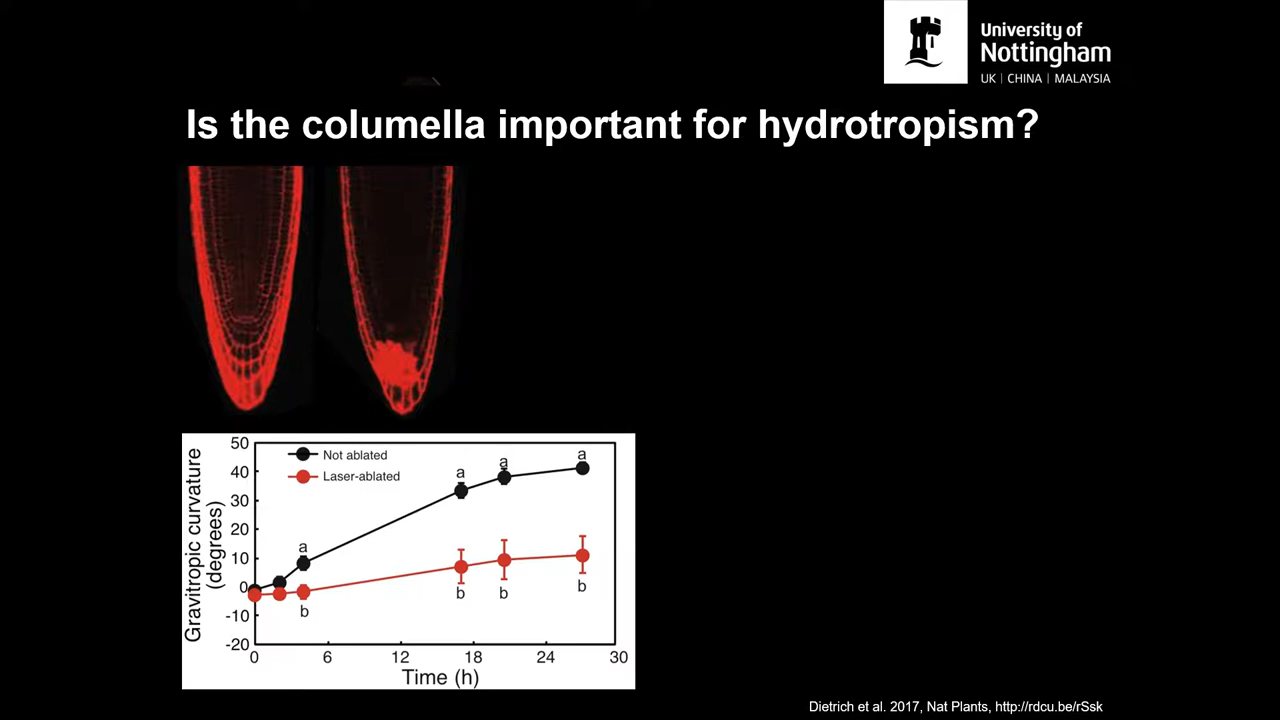 University of
Nottingham
UK | CHINA | MALAYSIA
Is the columella important for hydrotropism?
Gravitropic curvature
(degrees)
50
40
30
20
10
0
-10
-20
Not ablated
Laser-ablated
a
a
a
a
b
b
b
b
0 6 12 18 24 30
Time (h)
Dietrich et al. 2017, Nat Plants, http://rdcu.be/rSsk